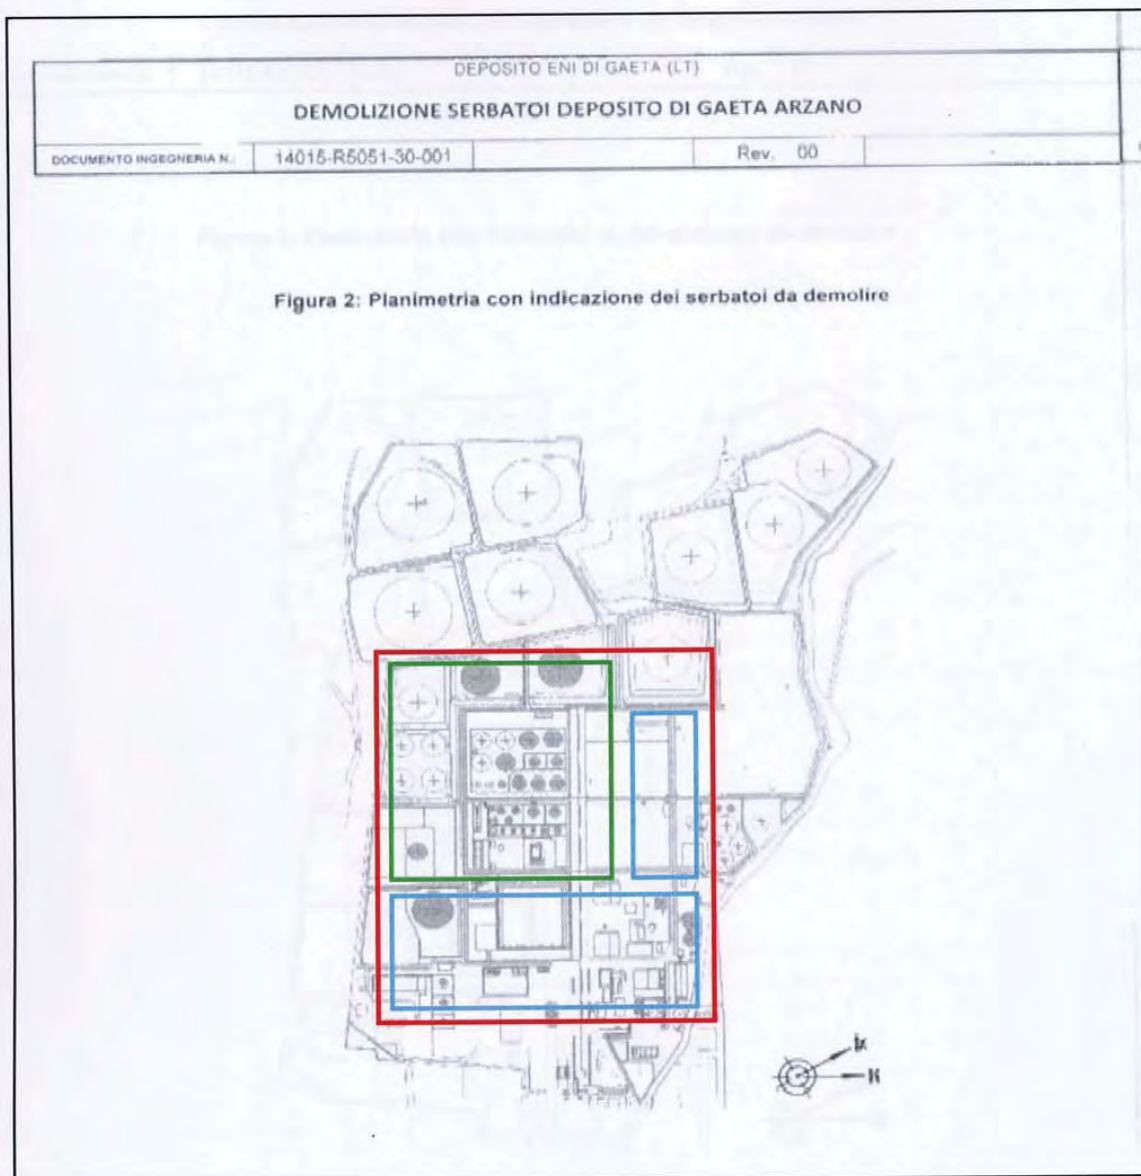 DEPOSITO ENI DI GAETA (LT)
DEMOLIZIONE SERBATOI DEPOSITO DI GAETA ARZANO
DOCUMENTO INGEGNERIA N.: 14015-R5051-30-001 Rev. 00
Figura 2: Planimetria con indicazione dei serbatoi da demolire